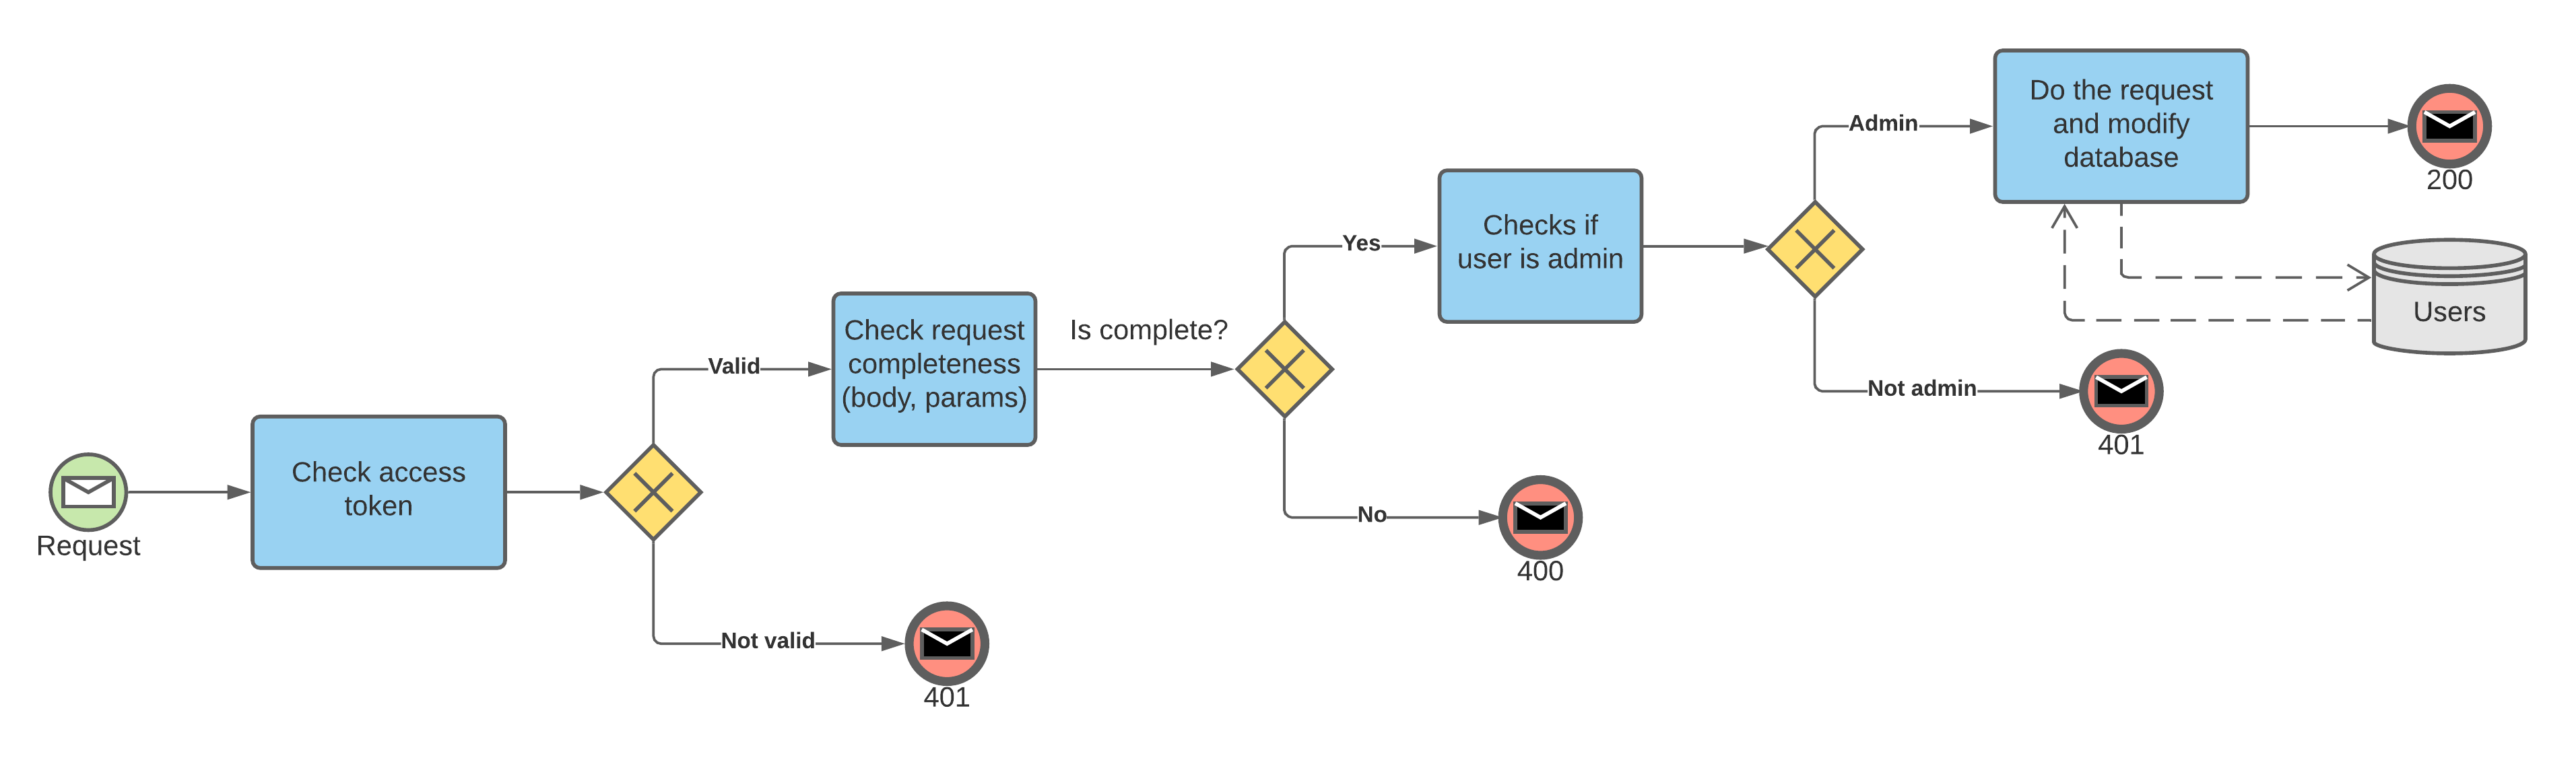 Request
Check access
token
Valid
Not valid
401
Check request
completeness
(body, params)
Is complete?
Yes
No
400
Checks if
user is admin
Admin
Not admin
401
Do the request
and modify
database
200
Users